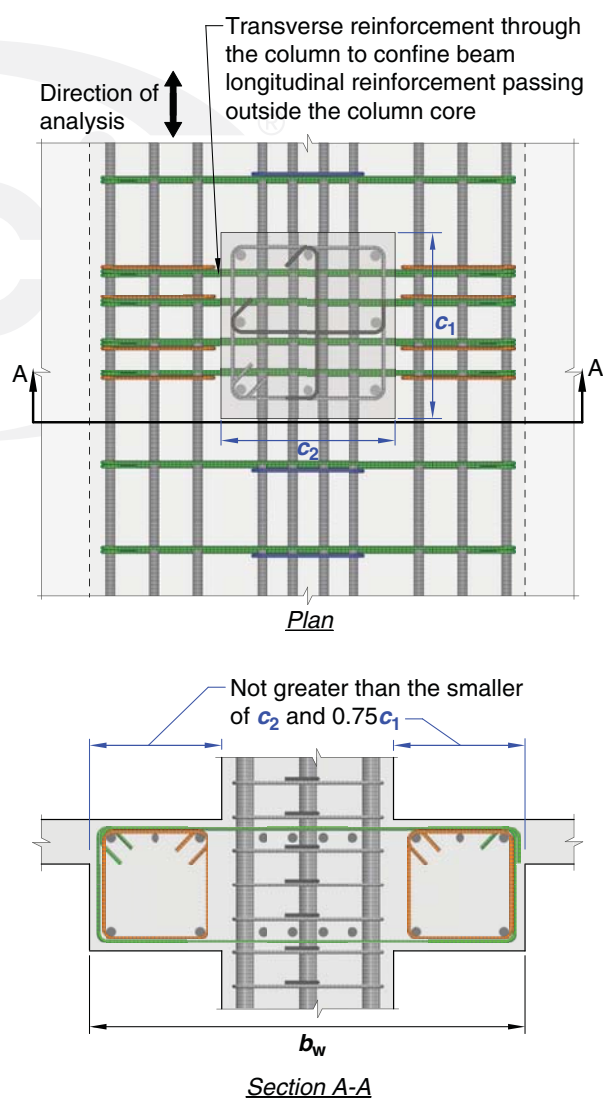 Transverse reinforcement through
the column to confine beam
longitudinal reinforcement passing
outside the column core
Direction of
analysis
®
c1
A
A
c2
Plan
Not greater than the smaller
of c2 and 0.75c1
bw
Section A-A